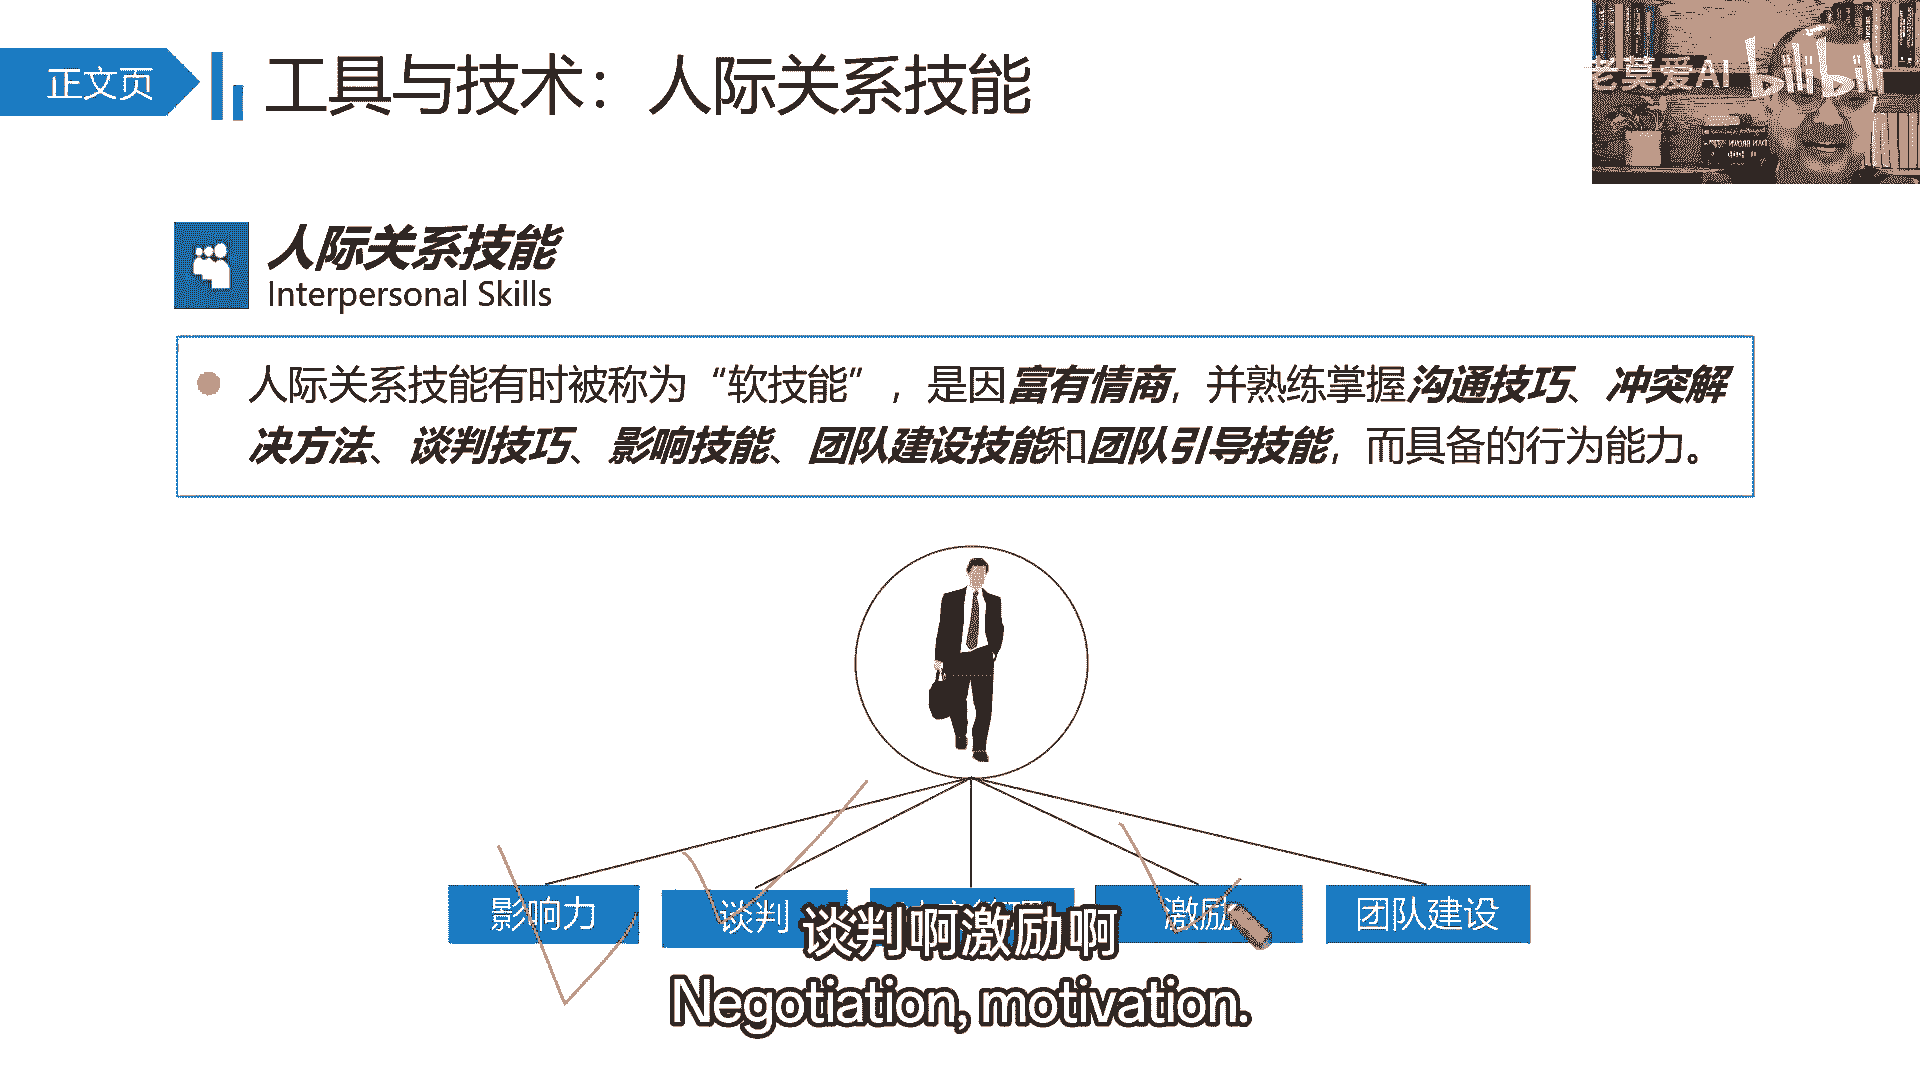 正文页
工具与技术：人际关系技能
老莫爱AI
bilibili
人际关系技能
Interpersonal Skills
人际关系技能有时被称为“软技能”，是因富有情商，并熟练掌握沟通技巧、冲突解
决方法、谈判技巧、影响技能、团队建设技能和团队引导技能，而具备的行为能力。
影响力
谈判
激励
团队建设
谈判啊激励啊
Negotiation, motivation.